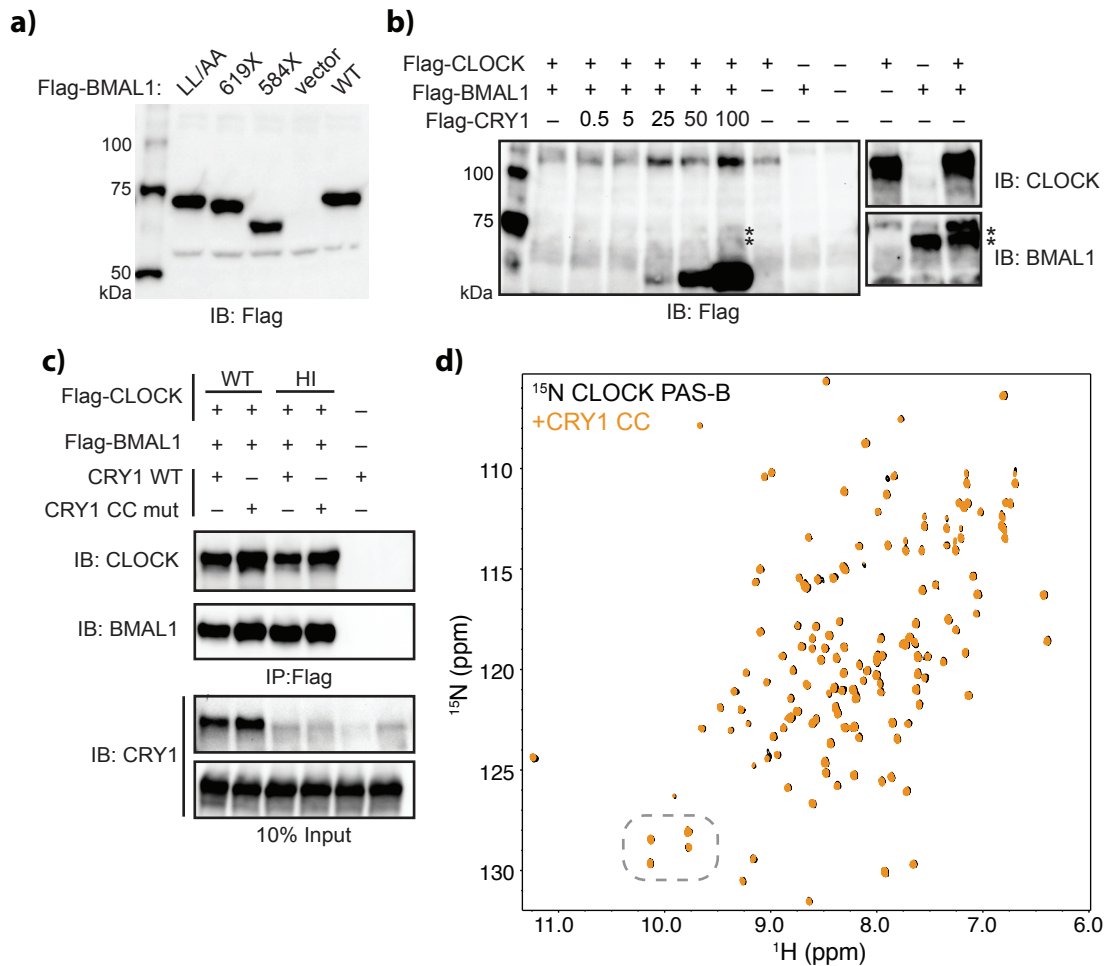 a)
Flag-BMAL1: LL/AA 619X 584X vector WT
100
75
50
kDa
IB: Flag
b)
Flag-CLOCK + + + + + + + – – + – +
Flag-BMAL1 + + + + + + – + – – + +
Flag-CRY1 – 0.5 5 25 50 100 – – – – – –
100
75
kDa
*
*
IB: Flag
IB: CLOCK
*
*
IB: BMAL1
c)
WT HI
Flag-CLOCK + + + + –
Flag-BMAL1 + + + + –
CRY1 WT + – + – +
CRY1 CC mut – + – + –
IB: CLOCK
IB: BMAL1
IP:Flag
IB: CRY1
10% Input
d)
¹⁵N CLOCK PAS-B
+CRY1 CC
110
115
120
125
130
¹⁵N (ppm)
11.0 10.0 9.0 8.0 7.0 6.0
¹H (ppm)